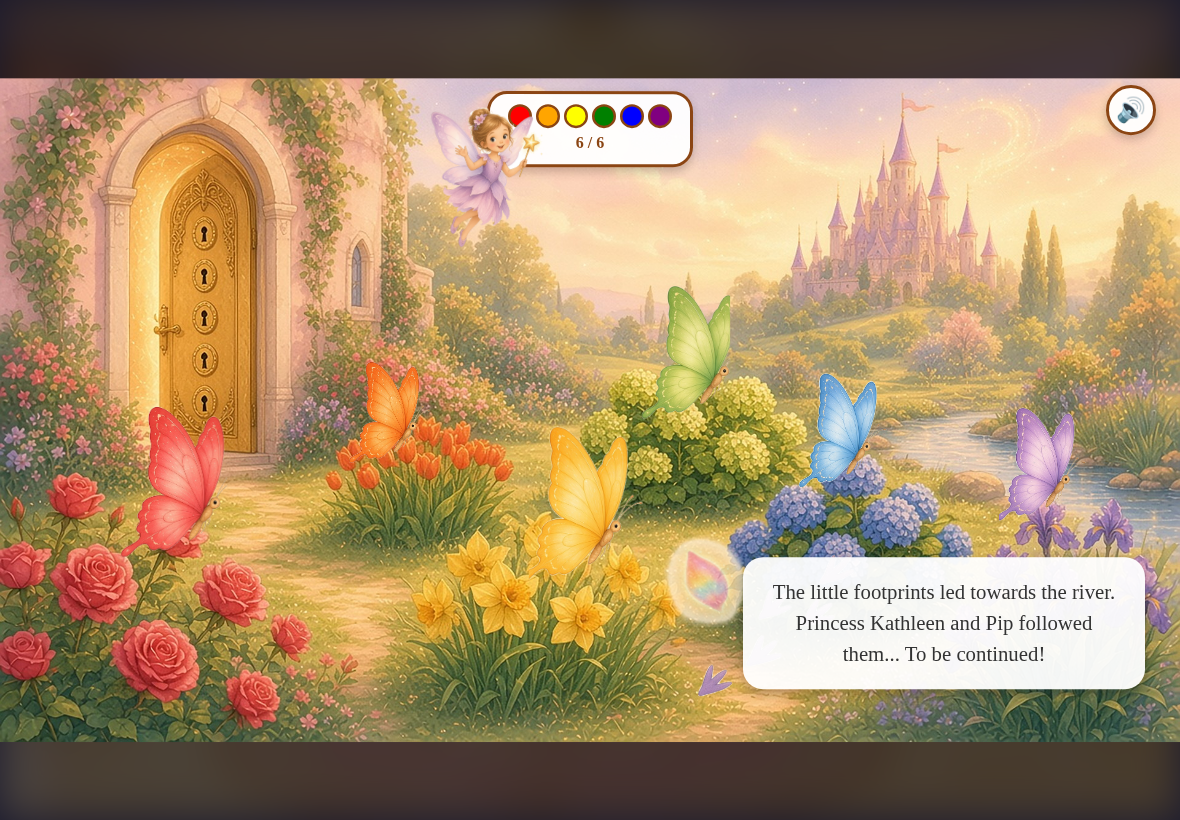 6 / 6
The little footprints led towards the river.
Princess Kathleen and Pip followed
them... To be continued!